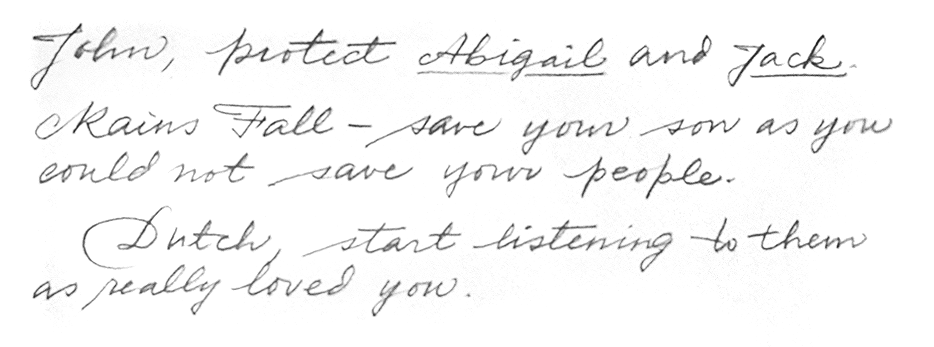 John, protect Abigail and Jack.
Rains Fall – save your son as you
could not save your people.
Dutch, start listening to them
as really loved you.